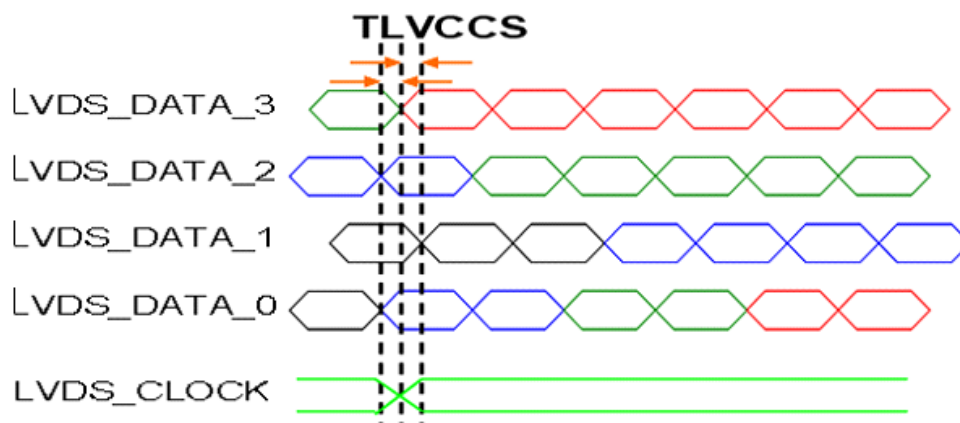 TLVCCS
LVDS_DATA_3
LVDS_DATA_2
LVDS_DATA_1
LVDS_DATA_0
LVDS_CLOCK